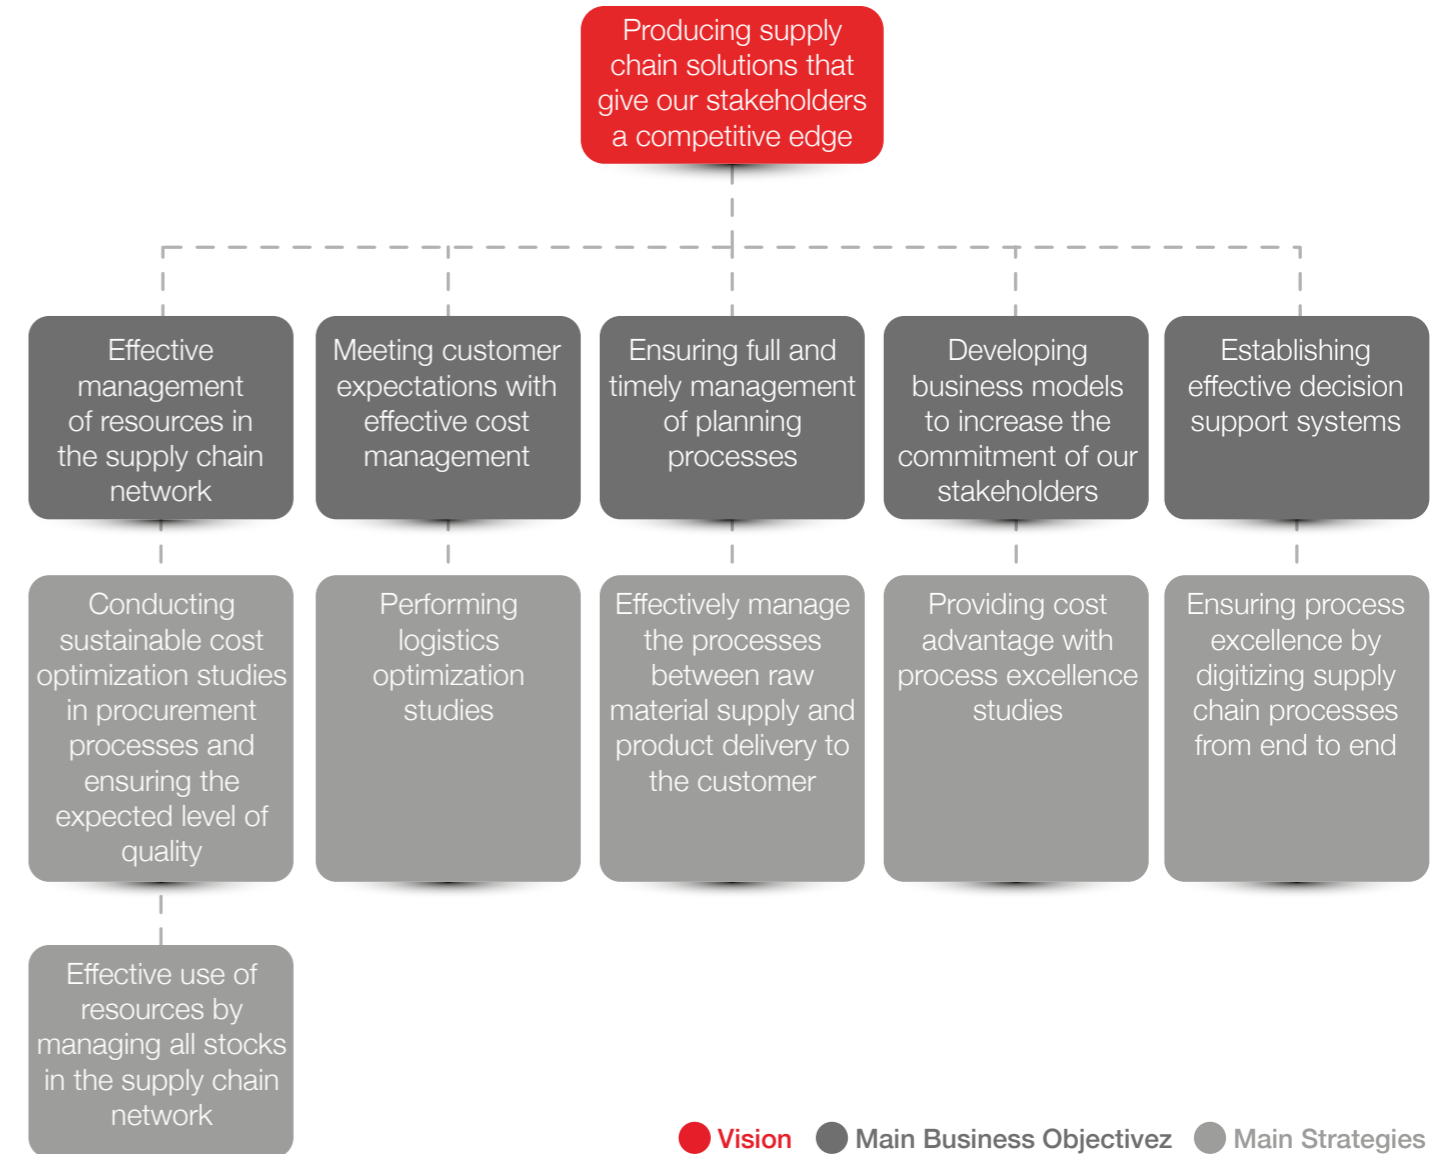 Producing supply
chain solutions that
give our stakeholders
a competitive edge
Effective
management
of resources in
the supply chain
network
Meeting customer
expectations with
effective cost
management
Ensuring full and
timely management
of planning
processes
Developing
business models
to increase the
commitment of our
stakeholders
Establishing
effective decision
support systems
Conducting
sustainable cost
optimization studies
in procurement
processes and
ensuring the
expected level of
quality
Performing
logistics
optimization
studies
Effectively manage
the processes
between raw
material supply and
product delivery to
the customer
Providing cost
advantage with
process excellence
studies
Ensuring process
excellence by
digitizing supply
chain processes
from end to end
Effective use of
resources by
managing all stocks
in the supply chain
network
Vision
Main Business Objectivez
Main Strategies